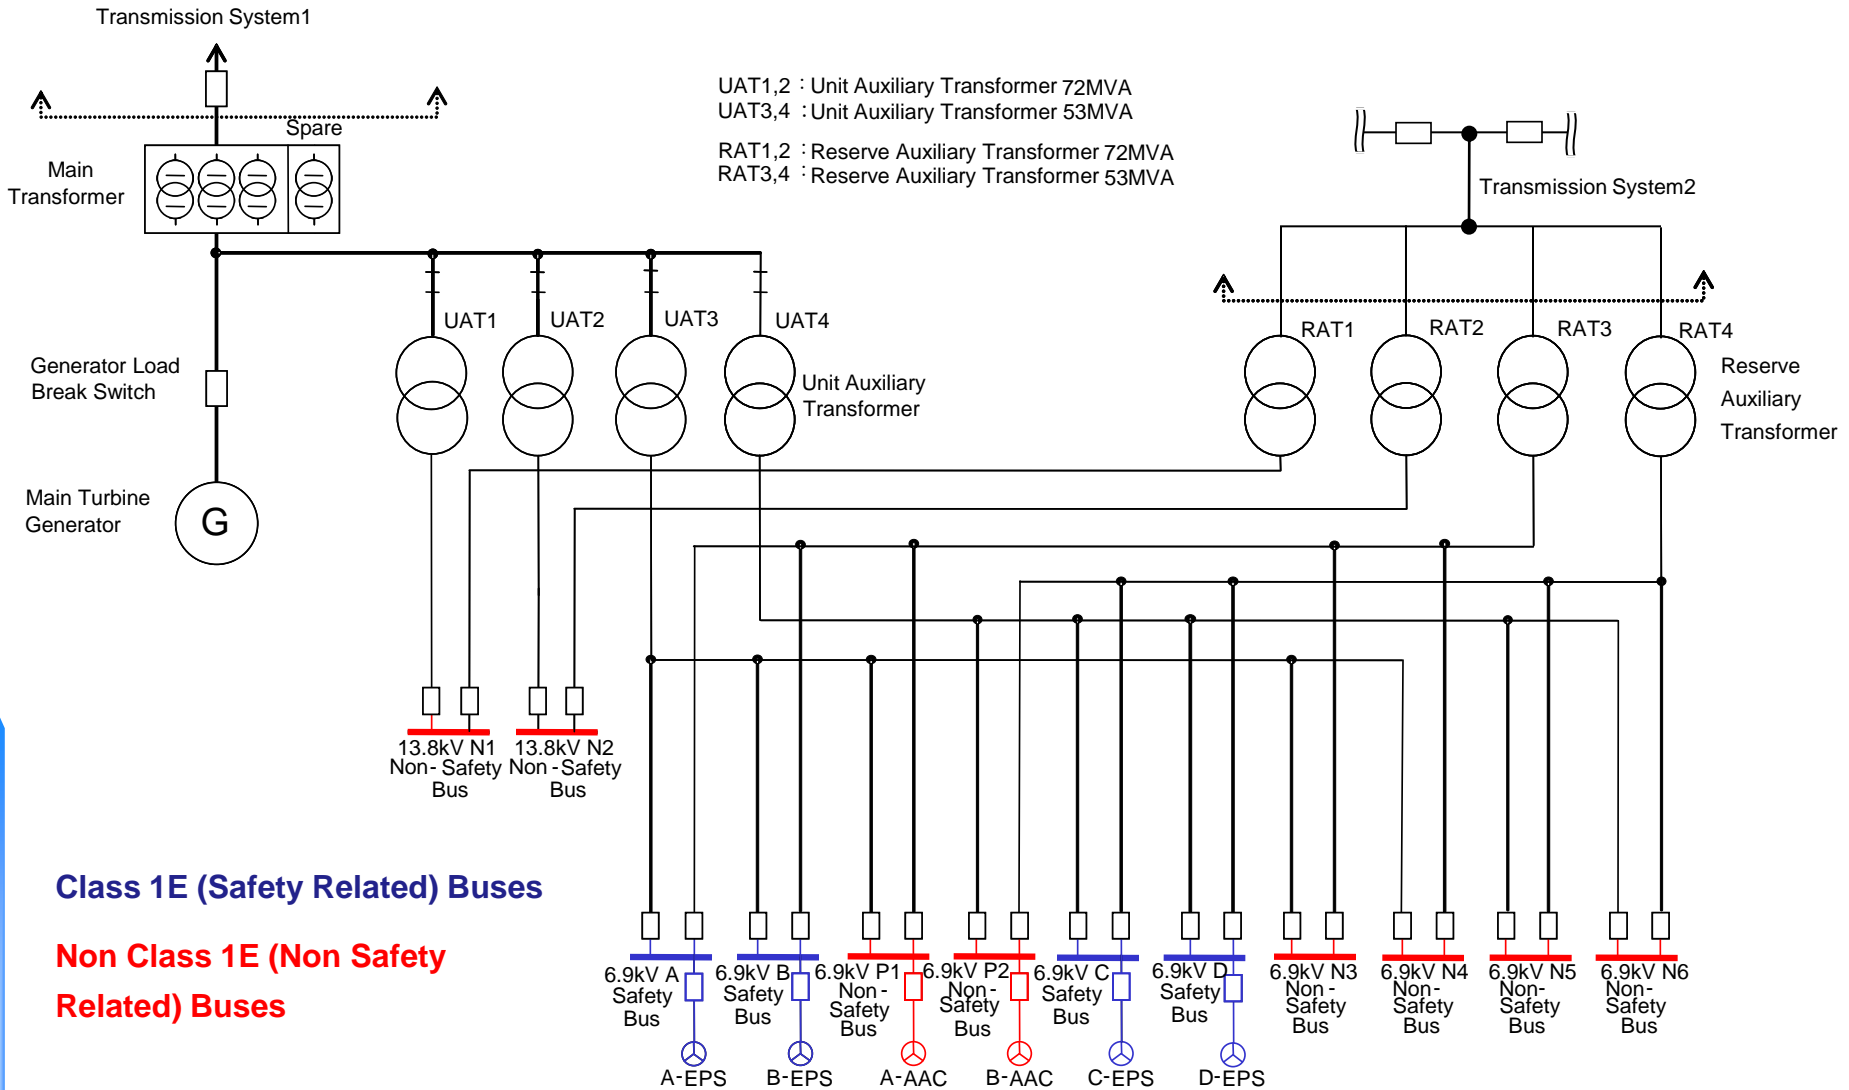 Transmission System1
UAT1,2 : Unit Auxiliary Transformer 72MVA
UAT3,4 : Unit Auxiliary Transformer 53MVA
RAT1,2 : Reserve Auxiliary Transformer 72MVA
RAT3,4 : Reserve Auxiliary Transformer 53MVA
Spare
Main
Transformer
Transmission System2
UAT1
UAT2
UAT3
UAT4
RAT1
RAT2
RAT3
RAT4
Generator Load
Break Switch
Unit Auxiliary
Transformer
Reserve
Auxiliary
Transformer
Main Turbine
Generator
G
13.8kV N1
Non-Safety
Bus
13.8kV N2
Non-Safety
Bus
Class 1E (Safety Related) Buses
Non Class 1E (Non Safety
Related) Buses
6.9kV A
Safety
Bus
6.9kV B
Safety
Bus
6.9kV P1
Non-
Safety
Bus
6.9kV P2
Non-
Safety
Bus
6.9kV C
Safety
Bus
6.9kV D
Safety
Bus
6.9kV N3
Non-
Safety
Bus
6.9kV N4
Non-
Safety
Bus
6.9kV N5
Non-
Safety
Bus
6.9kV N6
Non-
Safety
Bus
A-EPS
B-EPS
A-AAC
B-AAC
C-EPS
D-EPS